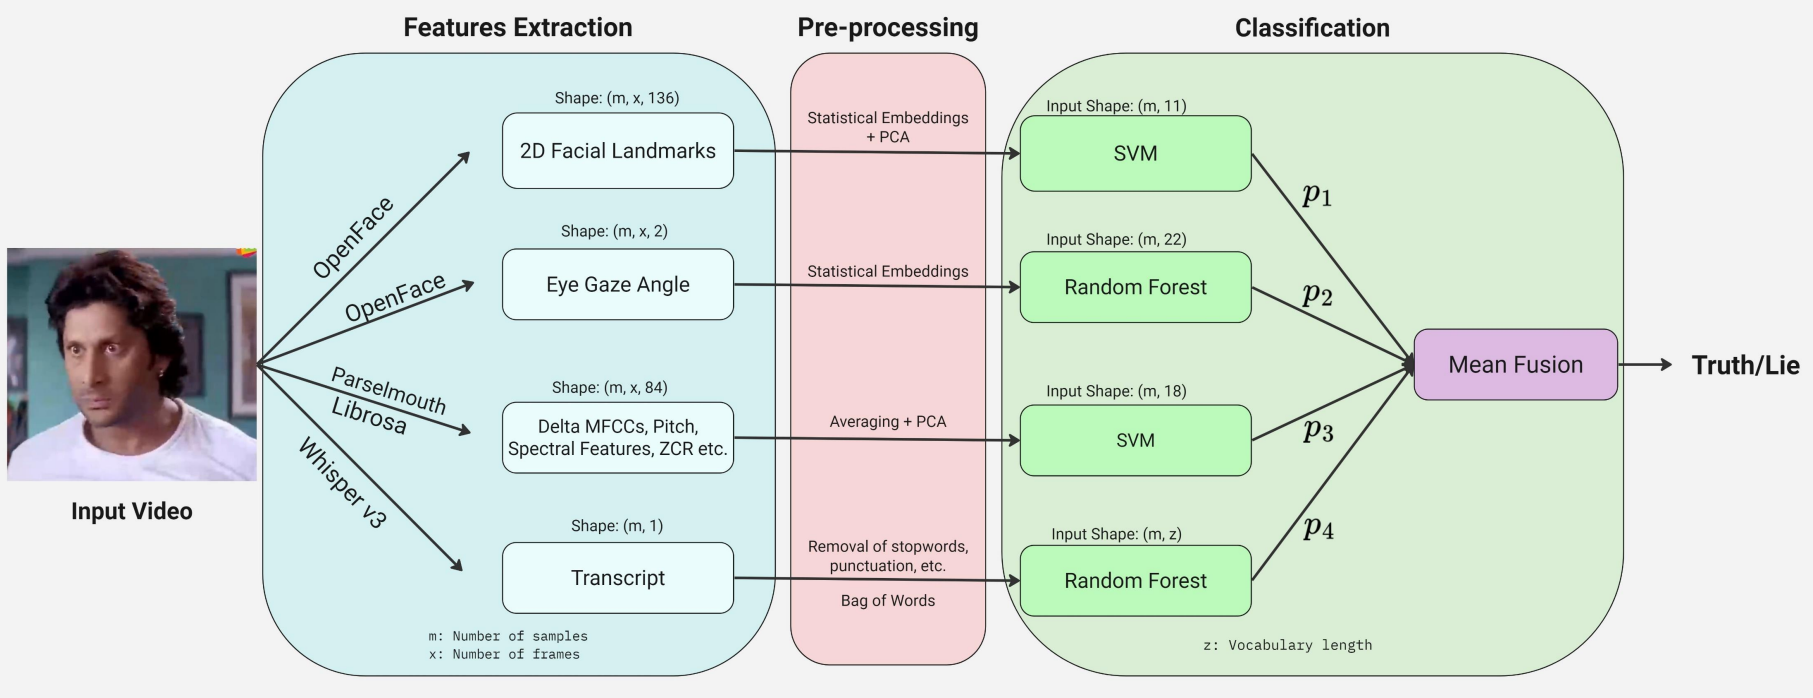 Features Extraction
Pre-processing
Classification
Shape: (m, x, 136)
2D Facial Landmarks
Statistical Embeddings
+ PCA
Input Shape: (m, 11)
SVM
p1
OpenFace
Shape: (m, x, 2)
Eye Gaze Angle
OpenFace
Statistical Embeddings
Input Shape: (m, 22)
Random Forest
p2
Mean Fusion
Truth/Lie
Input Video
Parselmouth
Librosa
Shape: (m, x, 84)
Delta MFCCs, Pitch,
Spectral Features, ZCR etc.
Averaging + PCA
Input Shape: (m, 18)
SVM
p3
Whisper v3
Shape: (m, 1)
Transcript
Removal of stopwords,
punctuation, etc.
Bag of Words
Input Shape: (m, z)
Random Forest
p4
m: Number of samples
x: Number of frames
z: Vocabulary length